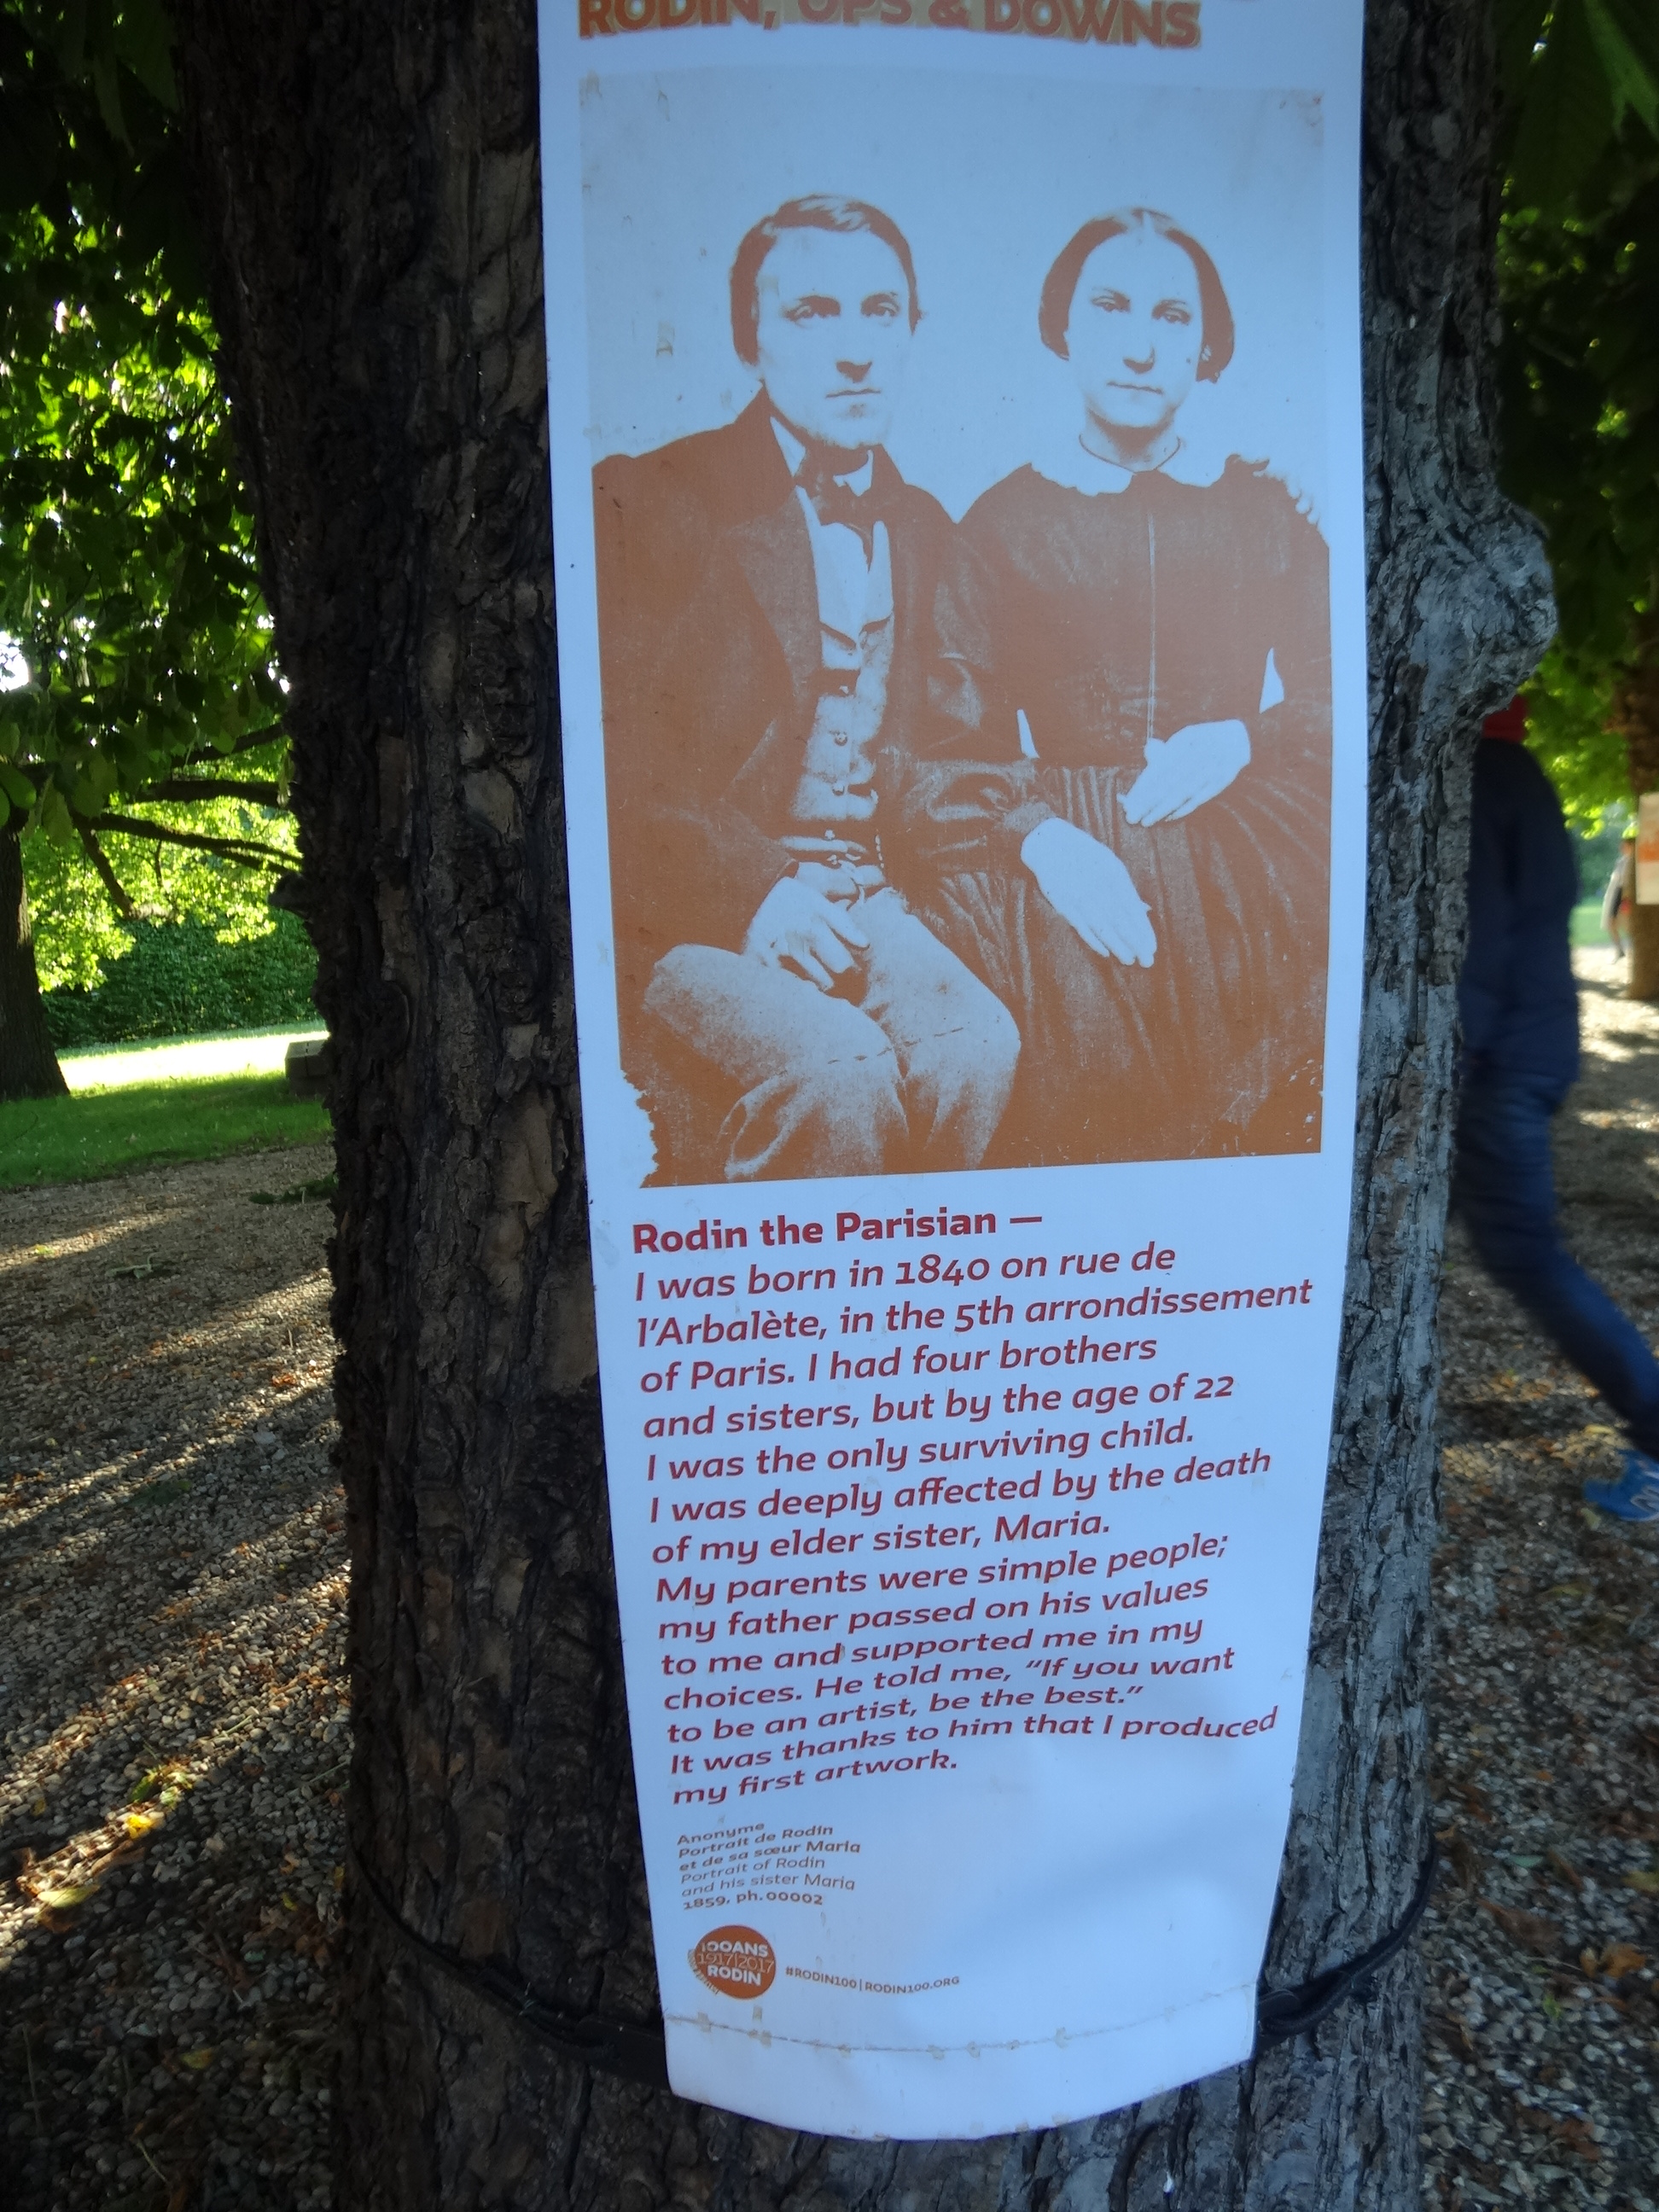 RODIN, UPS & DOWNS
Rodin the Parisian —
I was born in 1840 on rue de
l'Arbalète, in the 5th arrondissement
of Paris. I had four brothers
and sisters, but by the age of 22
I was the only surviving child.
I was deeply affected by the death
of my elder sister, Maria.
My parents were simple people;
my father passed on his values
to me and supported me in my
choices. He told me, “If you want
to be an artist, be the best.”
It was thanks to him that I produced
my first artwork.
Anonyme
Portrait de Rodin
et de sa sœur Maria
Portrait of Rodin
and his sister Maria
1859. ph.00002
100ANS
1917|2017
RODIN
#RODIN100|RODIN100.ORG